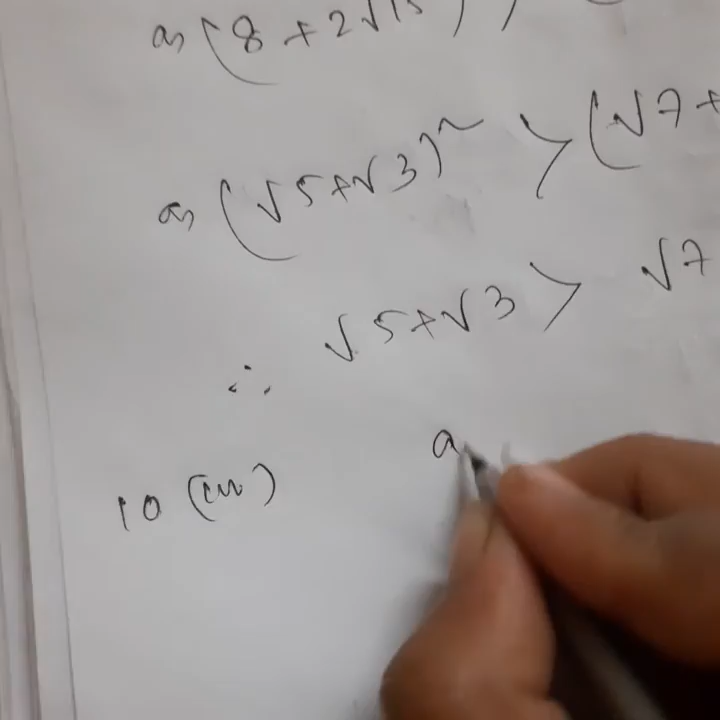 as (8 + 2√15)
as (√5+√3)² > (√7+
∴ √5+√3 > √7
10 (iii) a